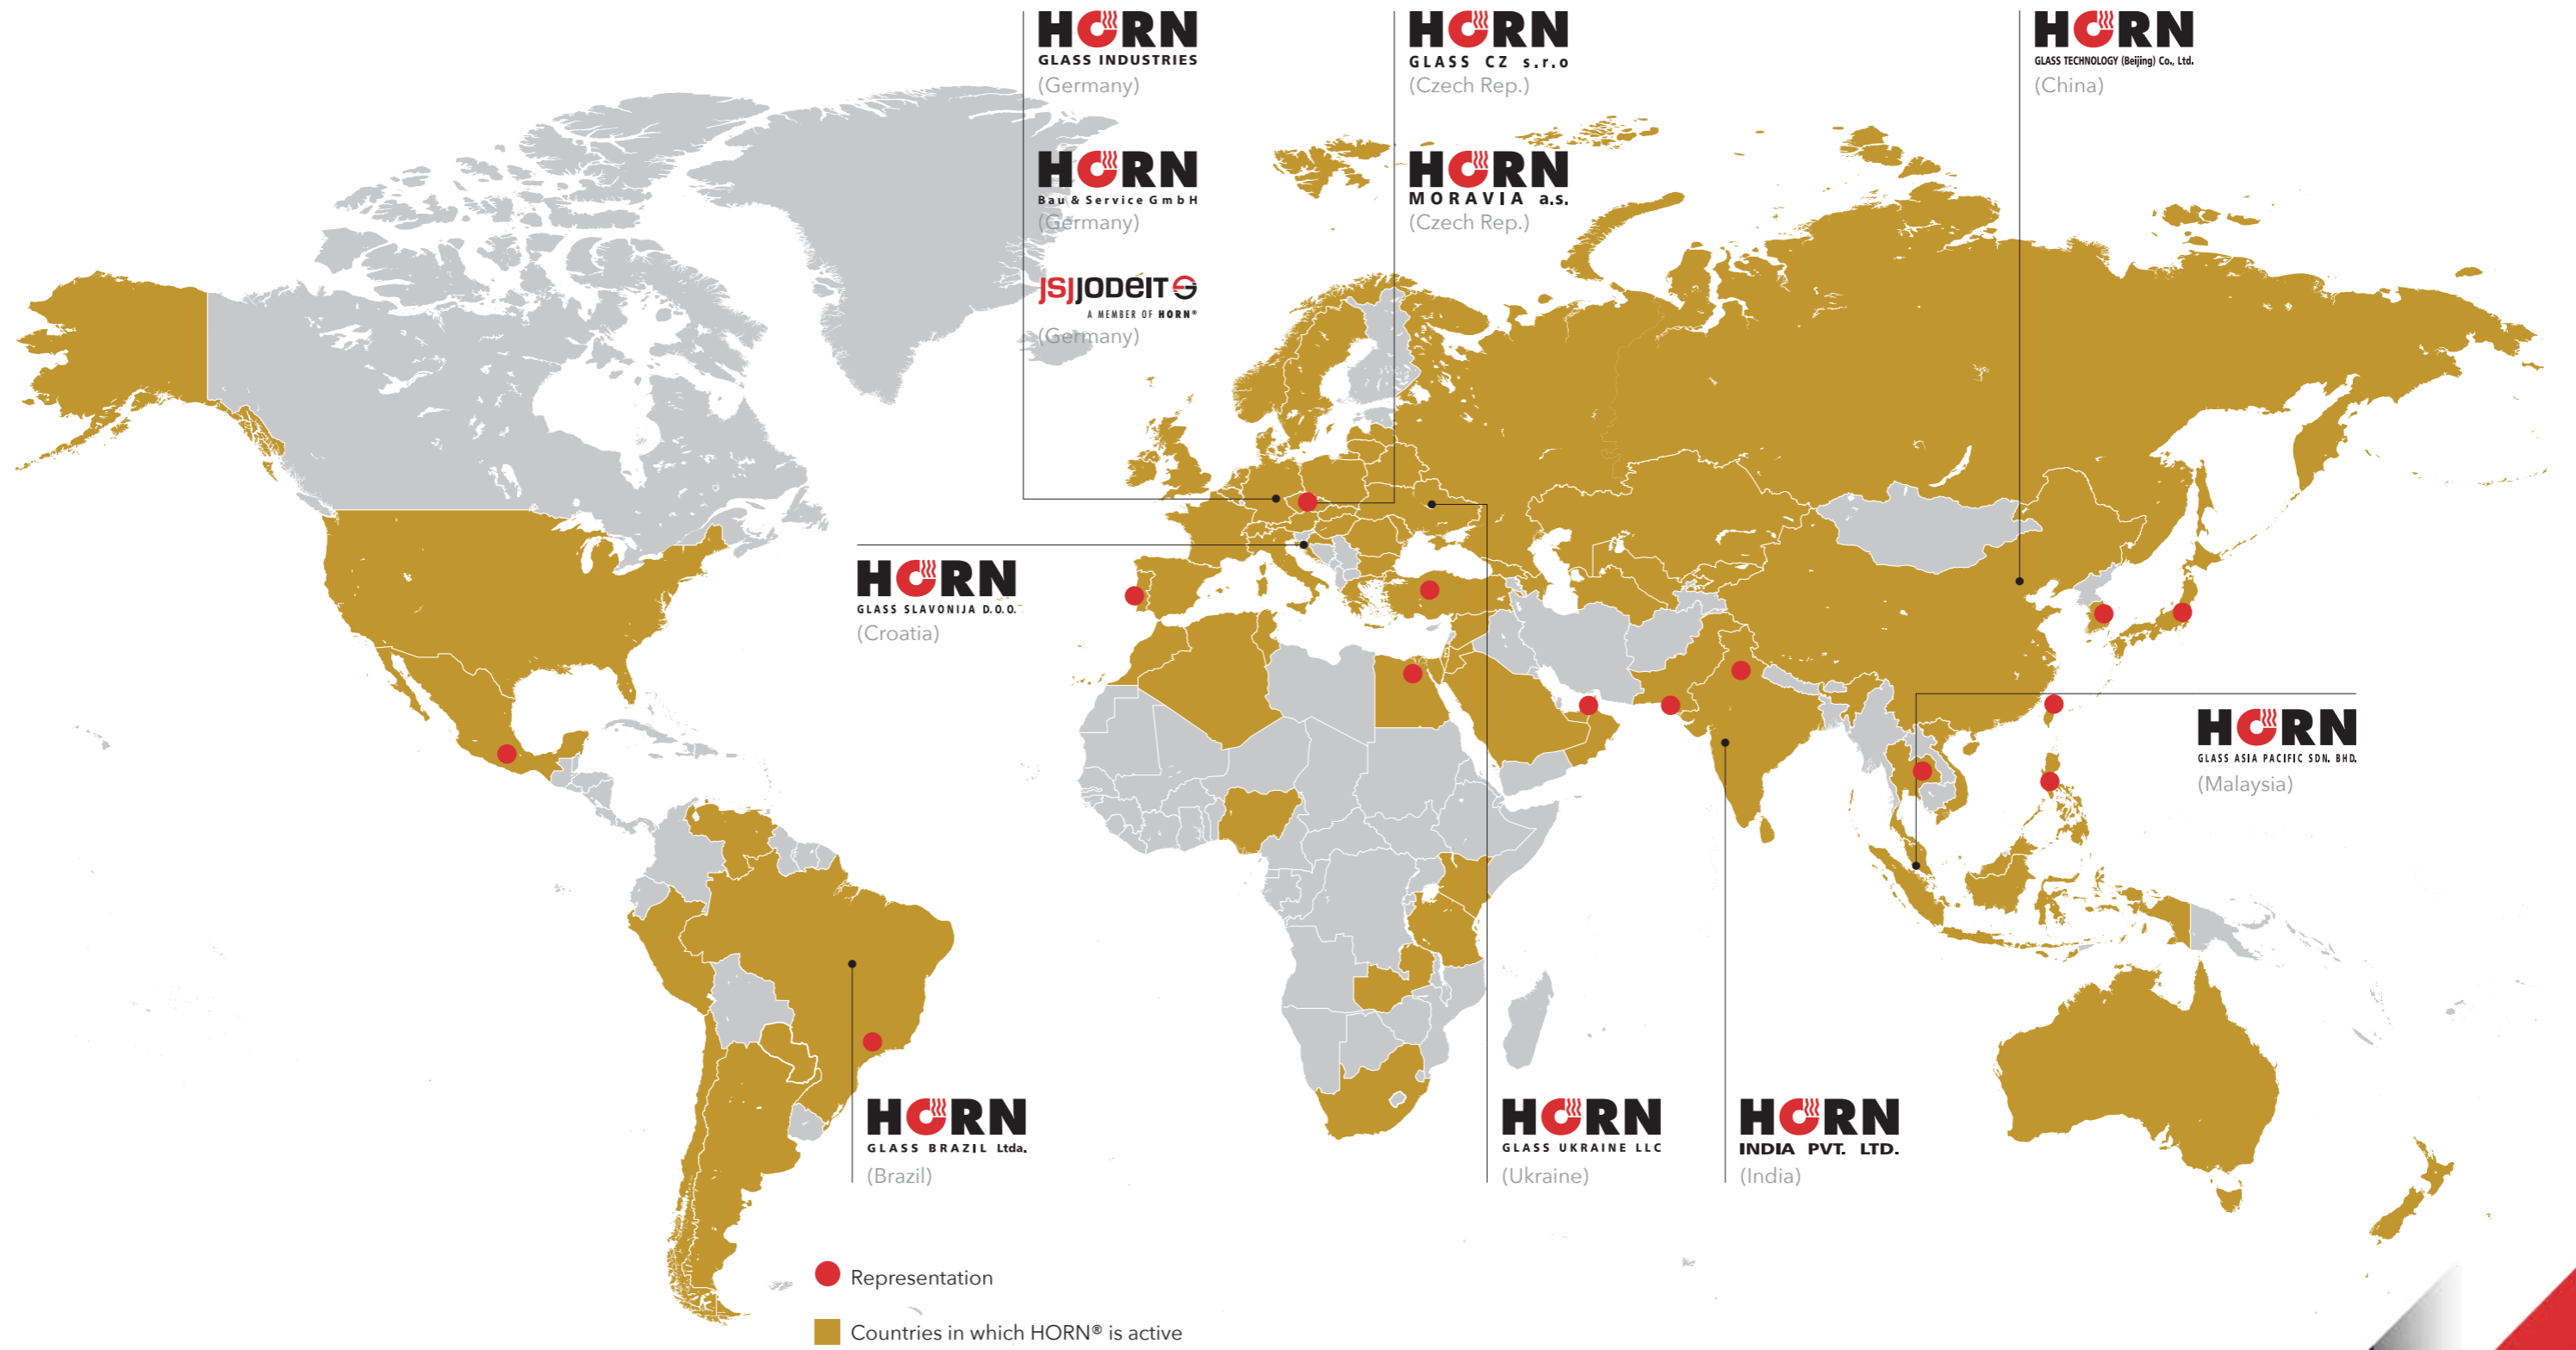 HORN
GLASS INDUSTRIES
(Germany)
HORN
Bau & Service GmbH
(Germany)
JSJ JODEIT
A MEMBER OF HORN®
(Germany)
HORN
GLASS CZ s.r.o
(Czech Rep.)
HORN
MORAVIA a.s.
(Czech Rep.)
HORN
GLASS TECHNOLOGY (Beijing) Co., Ltd.
(China)
HORN
GLASS SLAVONIJA D.O.O.
(Croatia)
HORN
GLASS ASIA PACIFIC SDN. BHD.
(Malaysia)
HORN
GLASS BRAZIL Ltda.
(Brazil)
HORN
GLASS UKRAINE LLC
(Ukraine)
HORN
INDIA PVT. LTD.
(India)
Representation
Countries in which HORN® is active